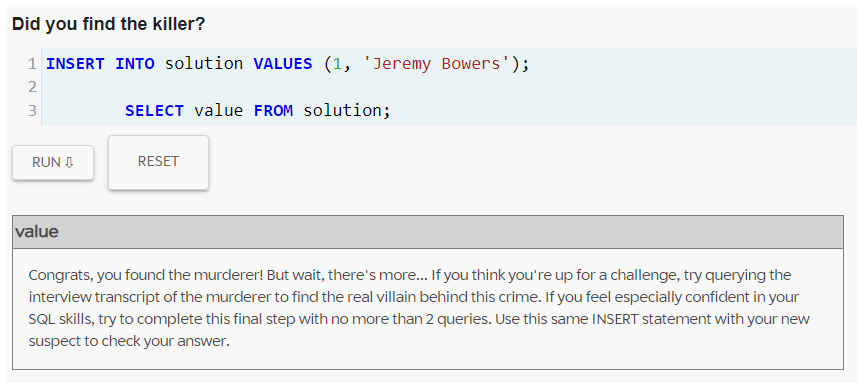 Did you find the killer?
1 INSERT INTO solution VALUES (1, 'Jeremy Bowers');
2
3 SELECT value FROM solution;
RUN ⇩
RESET
value
Congrats, you found the murderer! But wait, there's more... If you think you're up for a challenge, try querying the
interview transcript of the murderer to find the real villain behind this crime. If you feel especially confident in your
SQL skills, try to complete this final step with no more than 2 queries. Use this same INSERT statement with your new
suspect to check your answer.